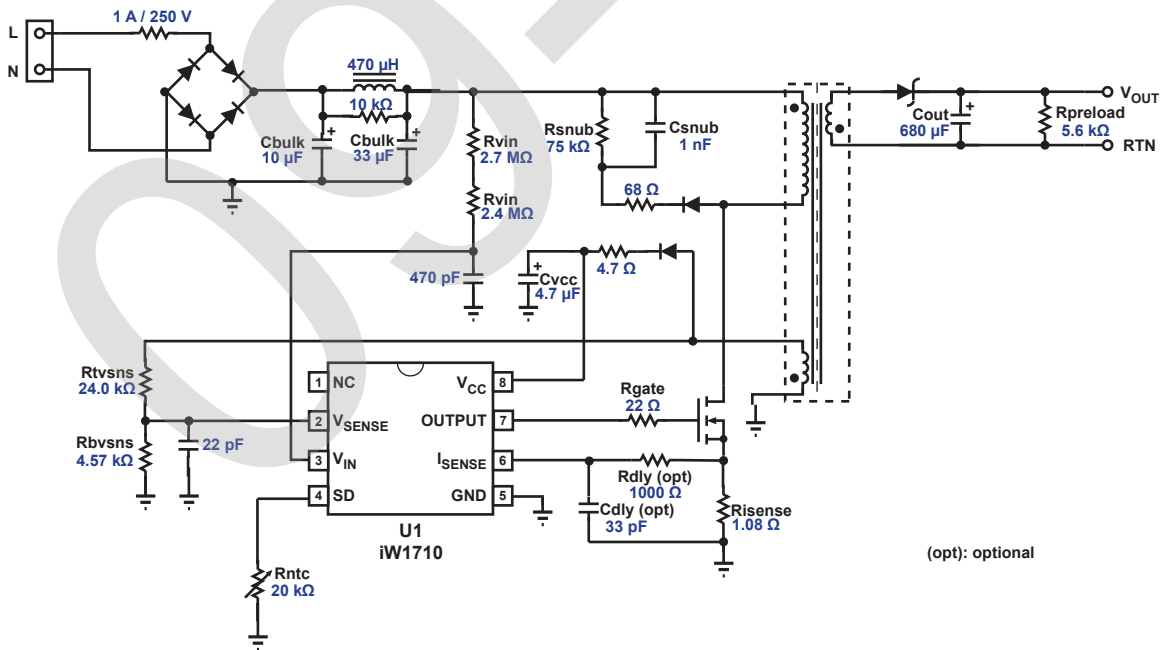 1 A / 250 V
L
N
470 µH
10 kΩ
Cbulk
10 µF
+
Cbulk
33 µF
+
Rvin
2.7 MΩ
Rvin
2.4 MΩ
470 pF
Rsnub
75 kΩ
Csnub
1 nF
68 Ω
+
Cvcc
4.7 µF
4.7 Ω
Cout
680 µF
+
Rpreload
5.6 kΩ
VOUT
RTN
Rtvsns
24.0 kΩ
Rbvsns
4.57 kΩ
22 pF
1 NC
2 VSENSE
3 VIN
4 SD
VCC 8
OUTPUT 7
ISENSE 6
GND 5
U1
iW1710
Rgate
22 Ω
Rdly (opt)
1000 Ω
Cdly (opt)
33 pF
Risense
1.08 Ω
Rntc
20 kΩ
(opt): optional